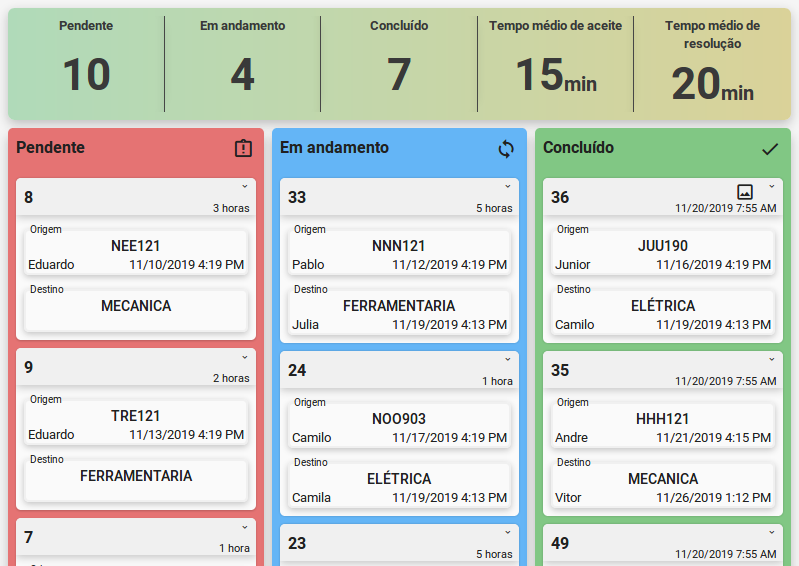 Pendente
10
Em andamento
4
Concluído
7
Tempo médio de aceite
15min
Tempo médio de
resolução
20min
Pendente
8
3 horas
Origem
NEE121
Eduardo 11/10/2019 4:19 PM
Destino
MECANICA
9
2 horas
Origem
TRE121
Eduardo 11/13/2019 4:19 PM
Destino
FERRAMENTARIA
7
1 hora
Em andamento
33
5 horas
Origem
NNN121
Pablo 11/12/2019 4:19 PM
Destino
FERRAMENTARIA
Julia 11/19/2019 4:13 PM
24
1 hora
Origem
NOO903
Camilo 11/17/2019 4:19 PM
Destino
ELÉTRICA
Camila 11/19/2019 4:13 PM
23
5 horas
Concluído
36
11/20/2019 7:55 AM
Origem
JUU190
Junior 11/16/2019 4:19 PM
Destino
ELÉTRICA
Camilo 11/19/2019 4:13 PM
35
11/20/2019 7:55 AM
Origem
HHH121
Andre 11/21/2019 4:15 PM
Destino
MECANICA
Vitor 11/26/2019 1:12 PM
49
11/20/2019 7:55 AM